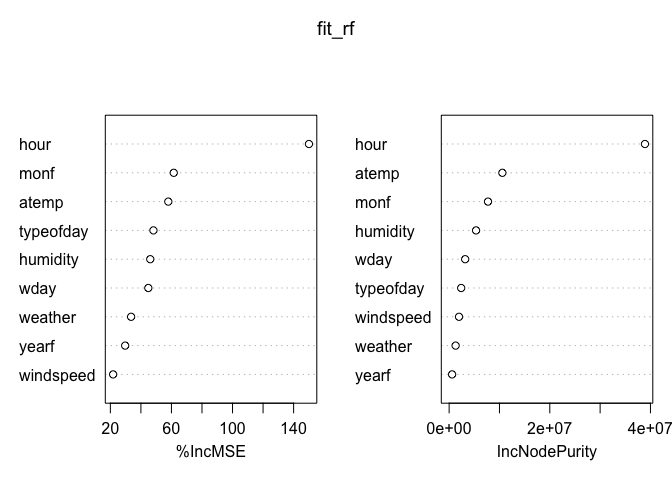 fit_rf
hour
monf
atemp
typeofday
humidity
wday
weather
yearf
windspeed
20 60 100 140
%IncMSE
hour
atemp
monf
humidity
wday
typeofday
windspeed
weather
yearf
0e+00 2e+07 4e+07
IncNodePurity